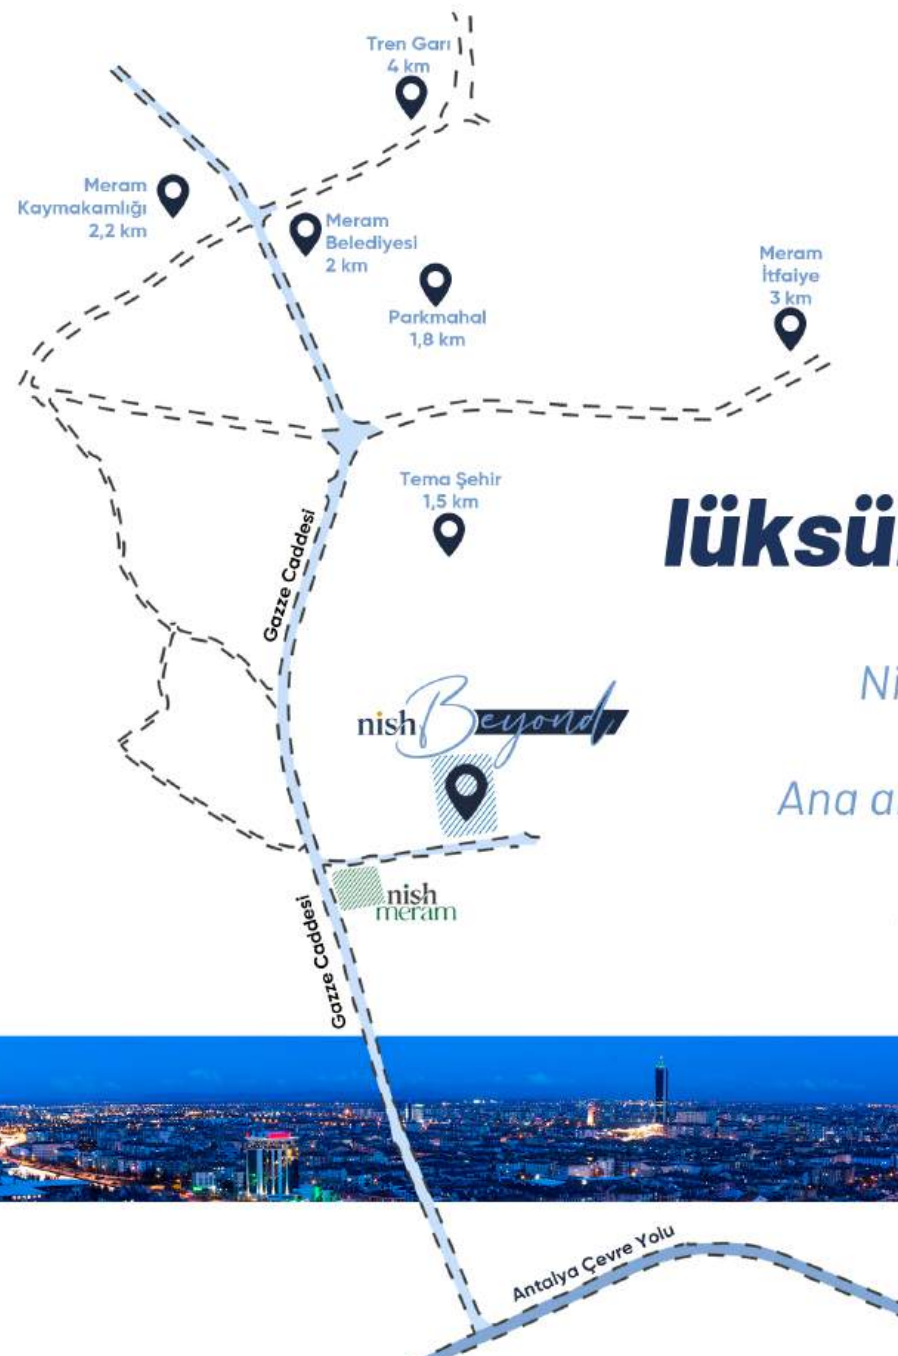 Tren Garı
4 km
Meram
Kaymakamlığı
2,2 km
Meram
Belediyesi
2 km
Meram
İtfaiye
3 km
Parkmahal
1,8 km
Tema Şehir
1,5 km
Gazze Caddesi
nish Beyond
nish
meram
Gazze Caddesi
Antalya Çevre Yolu
Ana